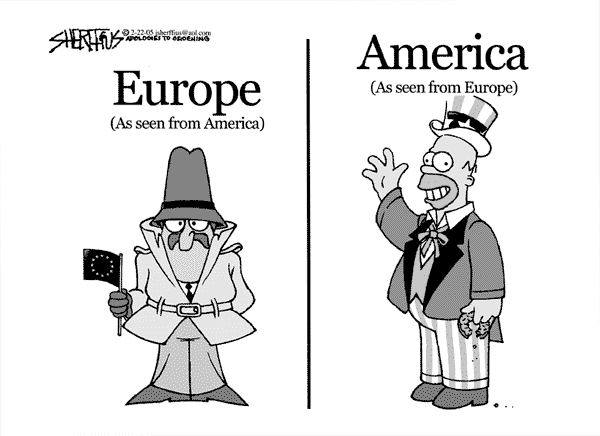 SHERFFIUS © 2-22-05 jsherffius@aol.com
APOLOGIES TO GROENING
Europe
(As seen from America)
America
(As seen from Europe)